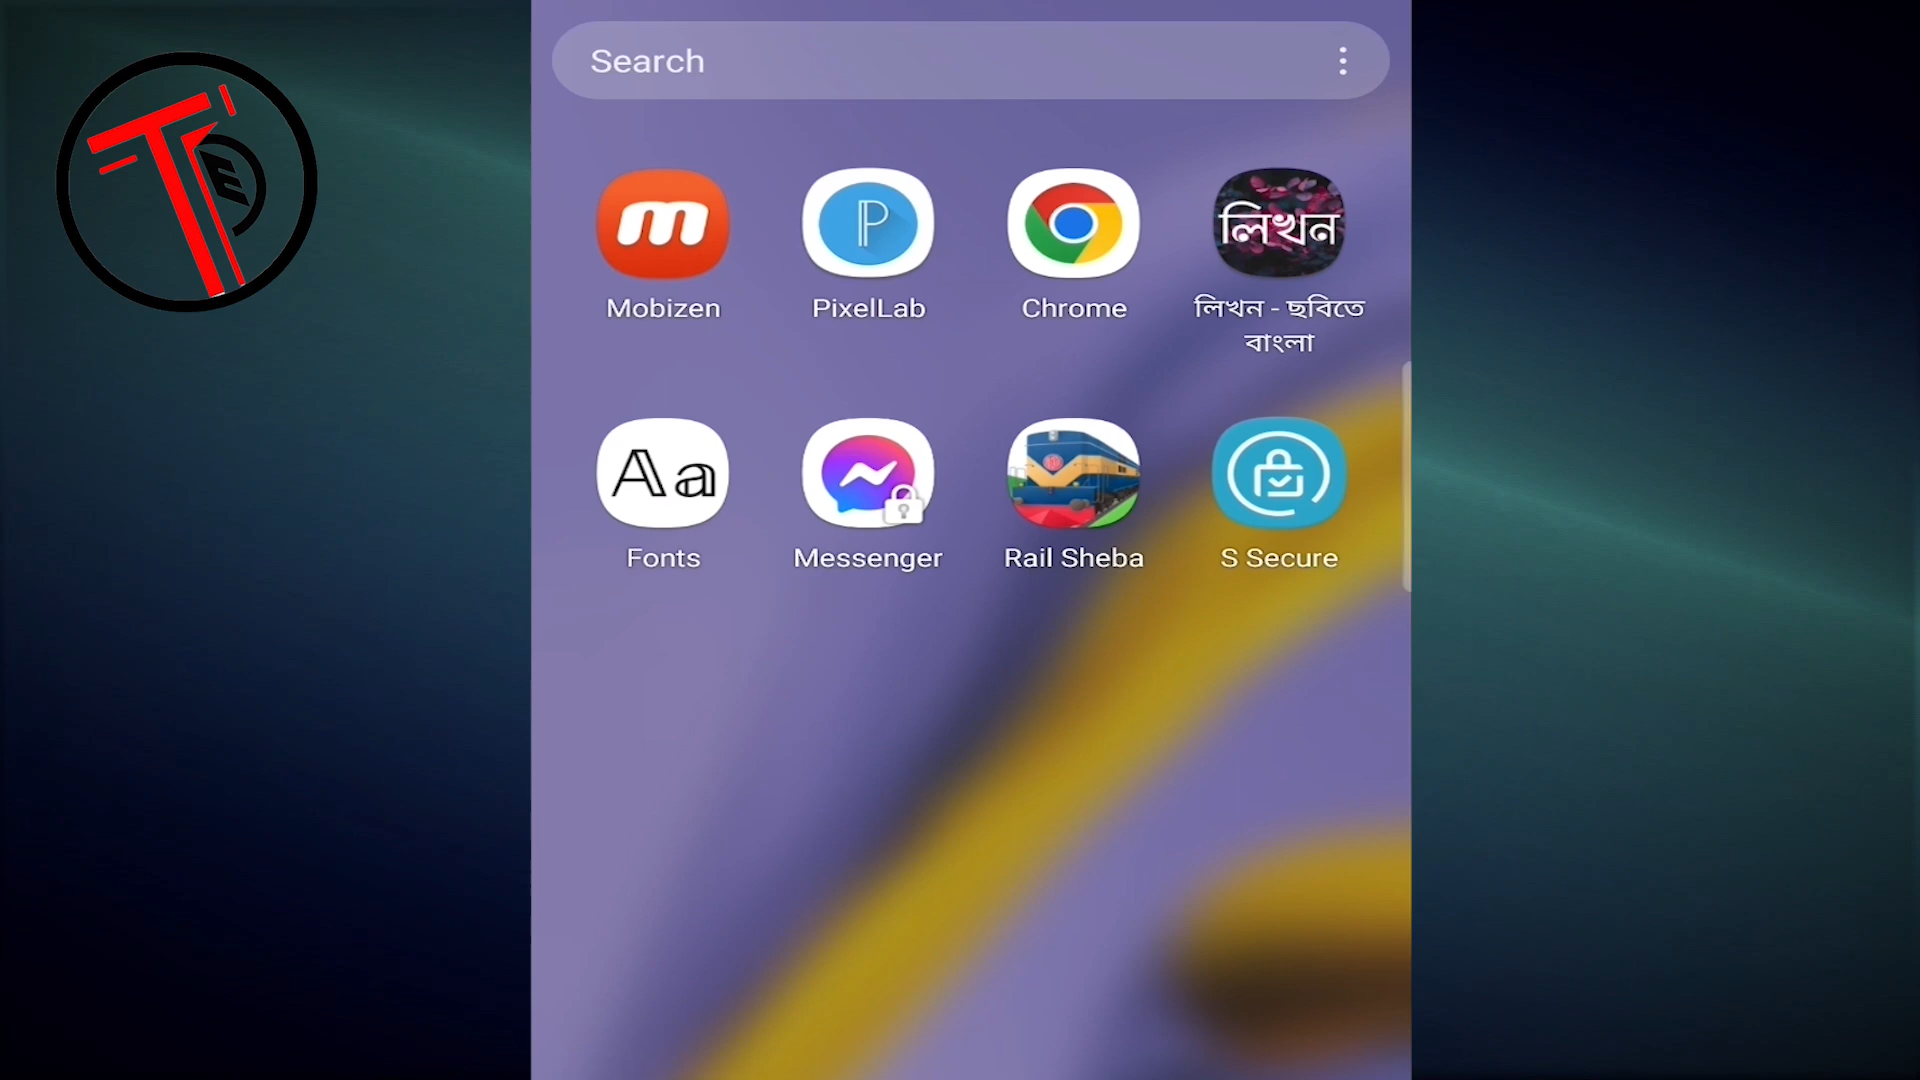 Search
Mobizen
PixelLab
Chrome
লিখন
লিখন - ছবিতে
বাংলা
Aa
Fonts
Messenger
Rail Sheba
S Secure